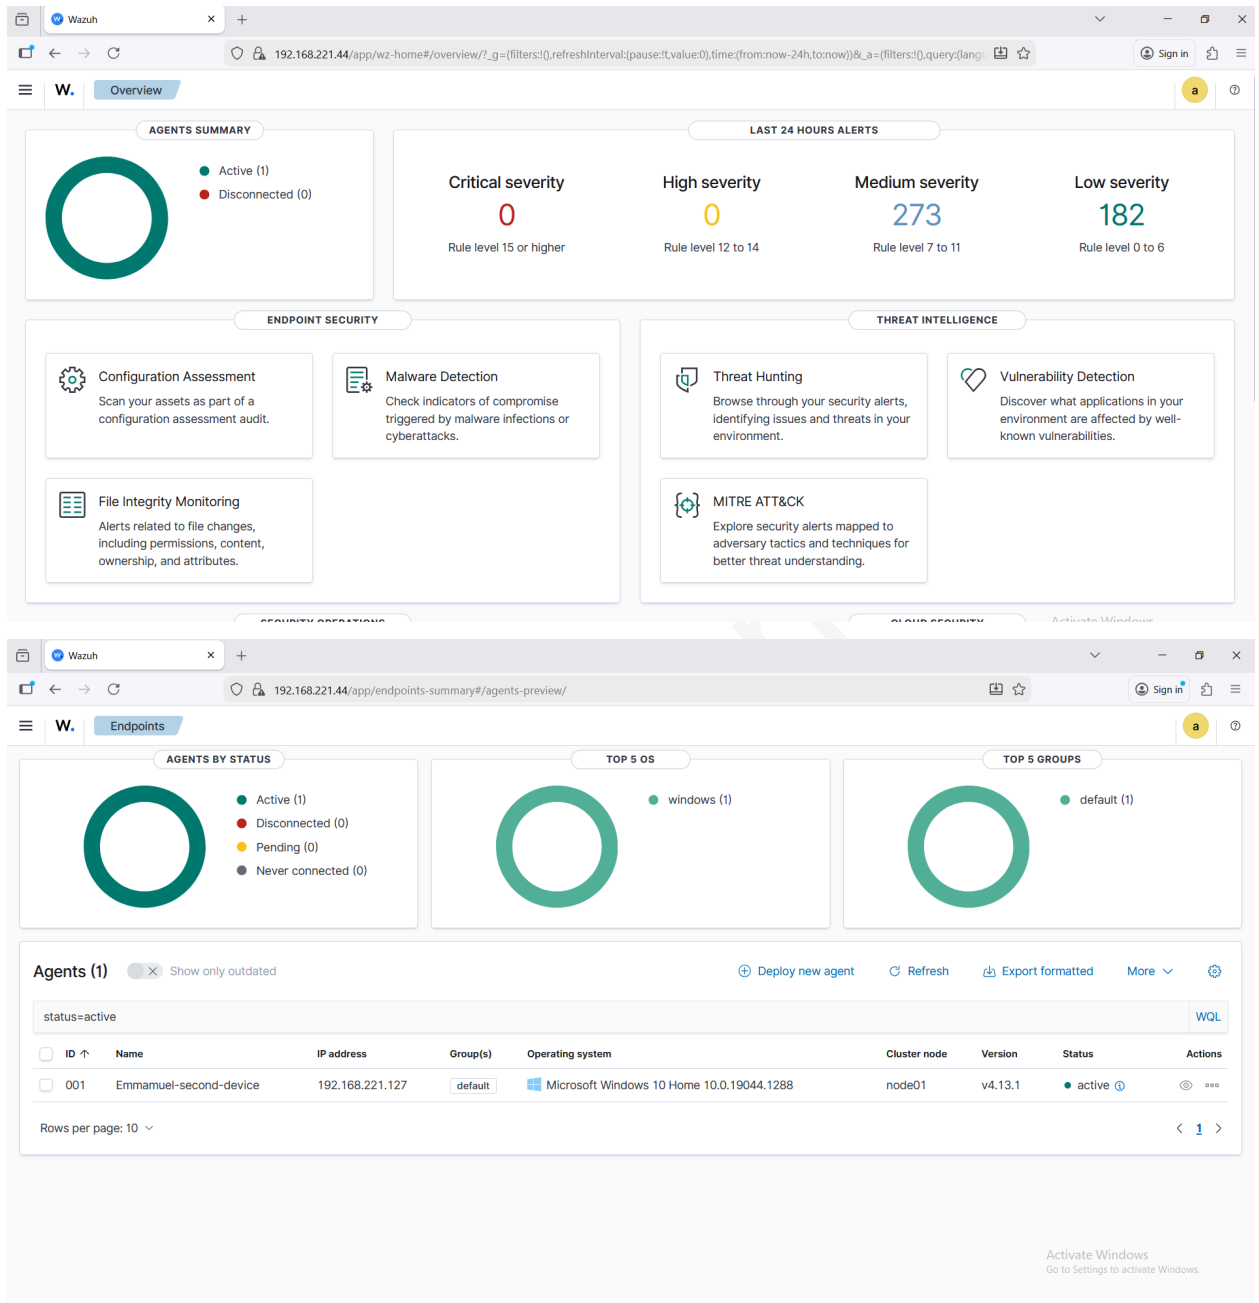 Wazuh
192.168.221.44/app/wz-home#/overview/?_g=(filters:!(),refreshInterval:(pause:!t,value:0),time:(from:now-24h,to:now))&_a=(filters:!(),query:(langu
Sign in
W. Overview
a
AGENTS SUMMARY
Active (1)
Disconnected (0)
LAST 24 HOURS ALERTS
Critical severity
0
Rule level 15 or higher
High severity
0
Rule level 12 to 14
Medium severity
273
Rule level 7 to 11
Low severity
182
Rule level 0 to 6
ENDPOINT SECURITY
Configuration Assessment
Scan your assets as part of a
configuration assessment audit.
Malware Detection
Check indicators of compromise
triggered by malware infections or
cyberattacks.
File Integrity Monitoring
Alerts related to file changes,
including permissions, content,
ownership, and attributes.
THREAT INTELLIGENCE
Threat Hunting
Browse through your security alerts,
identifying issues and threats in your
environment.
Vulnerability Detection
Discover what applications in your
environment are affected by well-
known vulnerabilities.
MITRE ATT&CK
Explore security alerts mapped to
adversary tactics and techniques for
better threat understanding.
SECURITY OPERATIONS
CLOUD SECURITY
Activate Windows
Wazuh
192.168.221.44/app/endpoints-summary#/agents-preview/
Sign in
W. Endpoints
a
AGENTS BY STATUS
Active (1)
Disconnected (0)
Pending (0)
Never connected (0)
TOP 5 OS
windows (1)
TOP 5 GROUPS
default (1)
Agents (1) Show only outdated Deploy new agent Refresh Export formatted More
status=active WQL
ID Name IP address Group(s) Operating system Cluster node Version Status Actions
001 Emmamuel-second-device 192.168.221.127 default Microsoft Windows 10 Home 10.0.19044.1288 node01 v4.13.1 active
Rows per page: 10 1
Activate Windows
Go to Settings to activate Windows.